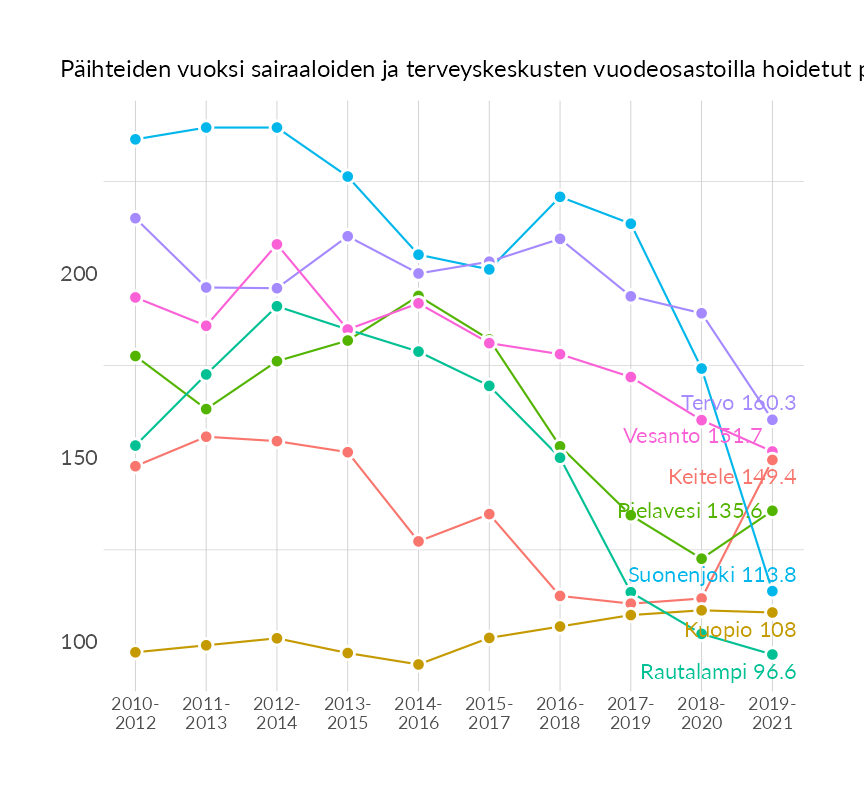 Päihteiden vuoksi sairaaloiden ja terveyskeskusten vuodeosastoilla hoidetut
200
150
100
Tervo 160.3
Vesanto 151.7
Keitele 149.4
Pielavesi 135.6
Suonenjoki 113.8
Kuopio 108
Rautalampi 96.6
2010- 2011- 2012- 2013- 2014- 2015- 2016- 2017- 2018- 2019-
2012 2013 2014 2015 2016 2017 2018 2019 2020 2021